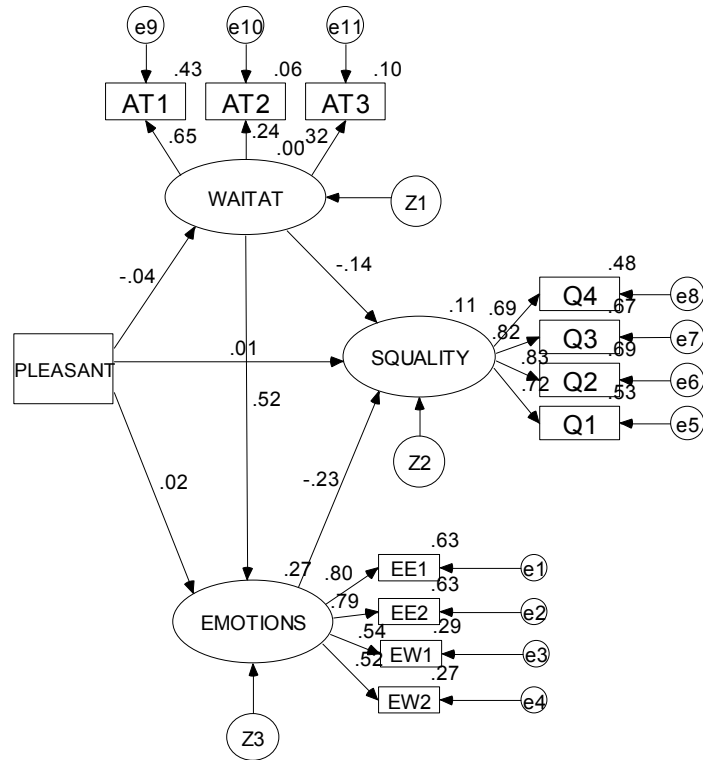 e9 e10 e11
.43 .06 .10
AT1 AT2 AT3
.65 .24 .00 .32
WAITAT
Z1
-.04
-.14
.48
.11 .69 Q4 e8
.67
.82 Q3 e7
.01
PLEASANT
SQUALITY
.69
.83 Q2 e6
.52
.72 .53
Q1 e5
Z2
.02
-.23
.63
.27 .80 EE1 e1
.63
.79 EE2 e2
EMOTIONS
.54 .29
EW1 e3
.52 .27
EW2 e4
Z3